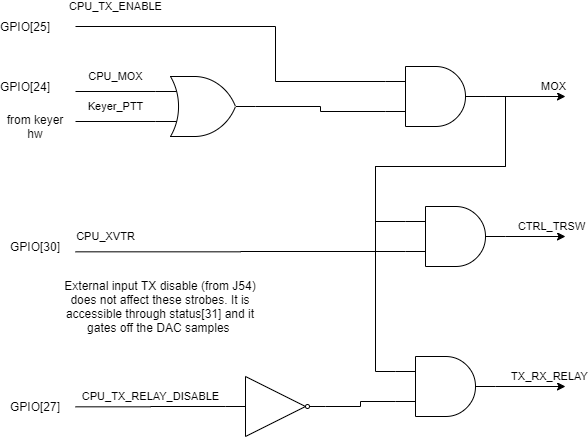 CPU_TX_ENABLE
GPIO[25]
GPIO[24]
CPU_MOX
MOX
Keyer_PTT
from keyer
hw
CTRL_TRSW
CPU_XVTR
GPIO[30]
External input TX disable (from J54)
does not affect these strobes. It is
accessible through status[31] and it
gates off the DAC samples
TX_RX_RELAY
CPU_TX_RELAY_DISABLE
GPIO[27]